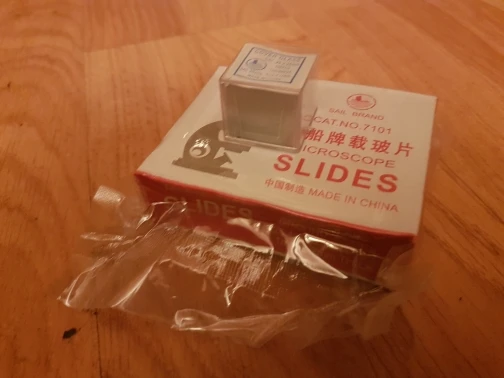 SAIL BRAND
CAT.NO.7101
船牌载玻片
MICROSCOPE
SLIDES
中国制造 MADE IN CHINA
SLIDES